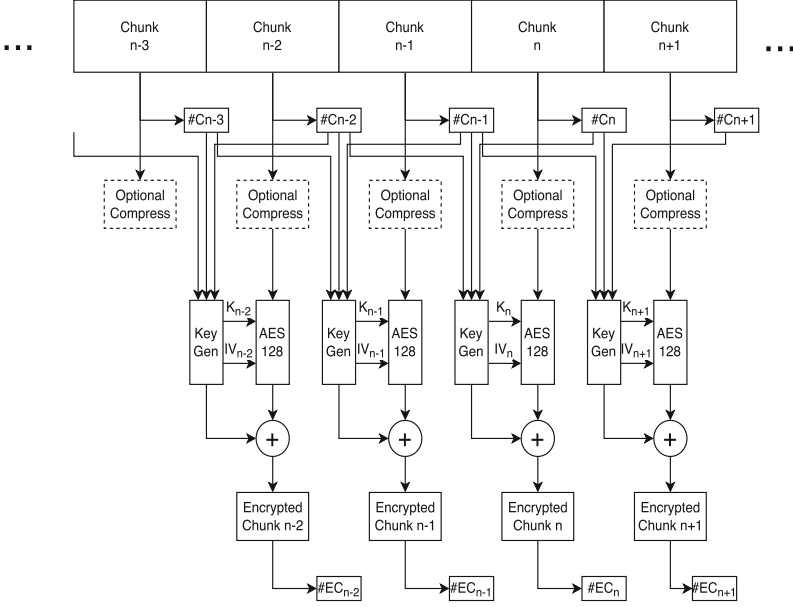 Chunk
n-3
Chunk
n-2
Chunk
n-1
Chunk
n
Chunk
n+1
...
...
#Cn-3
#Cn-2
#Cn-1
#Cn
#Cn+1
Optional
Compress
Optional
Compress
Optional
Compress
Optional
Compress
Optional
Compress
Key
Gen
Kn-2
IVn-2
AES
128
Key
Gen
Kn-1
IVn-1
AES
128
Key
Gen
Kn
IVn
AES
128
Key
Gen
Kn+1
IVn+1
AES
128
+
+
+
+
Encrypted
Chunk n-2
Encrypted
Chunk n-1
Encrypted
Chunk n
Encrypted
Chunk n+1
#ECn-2
#ECn-1
#ECn
#ECn+1